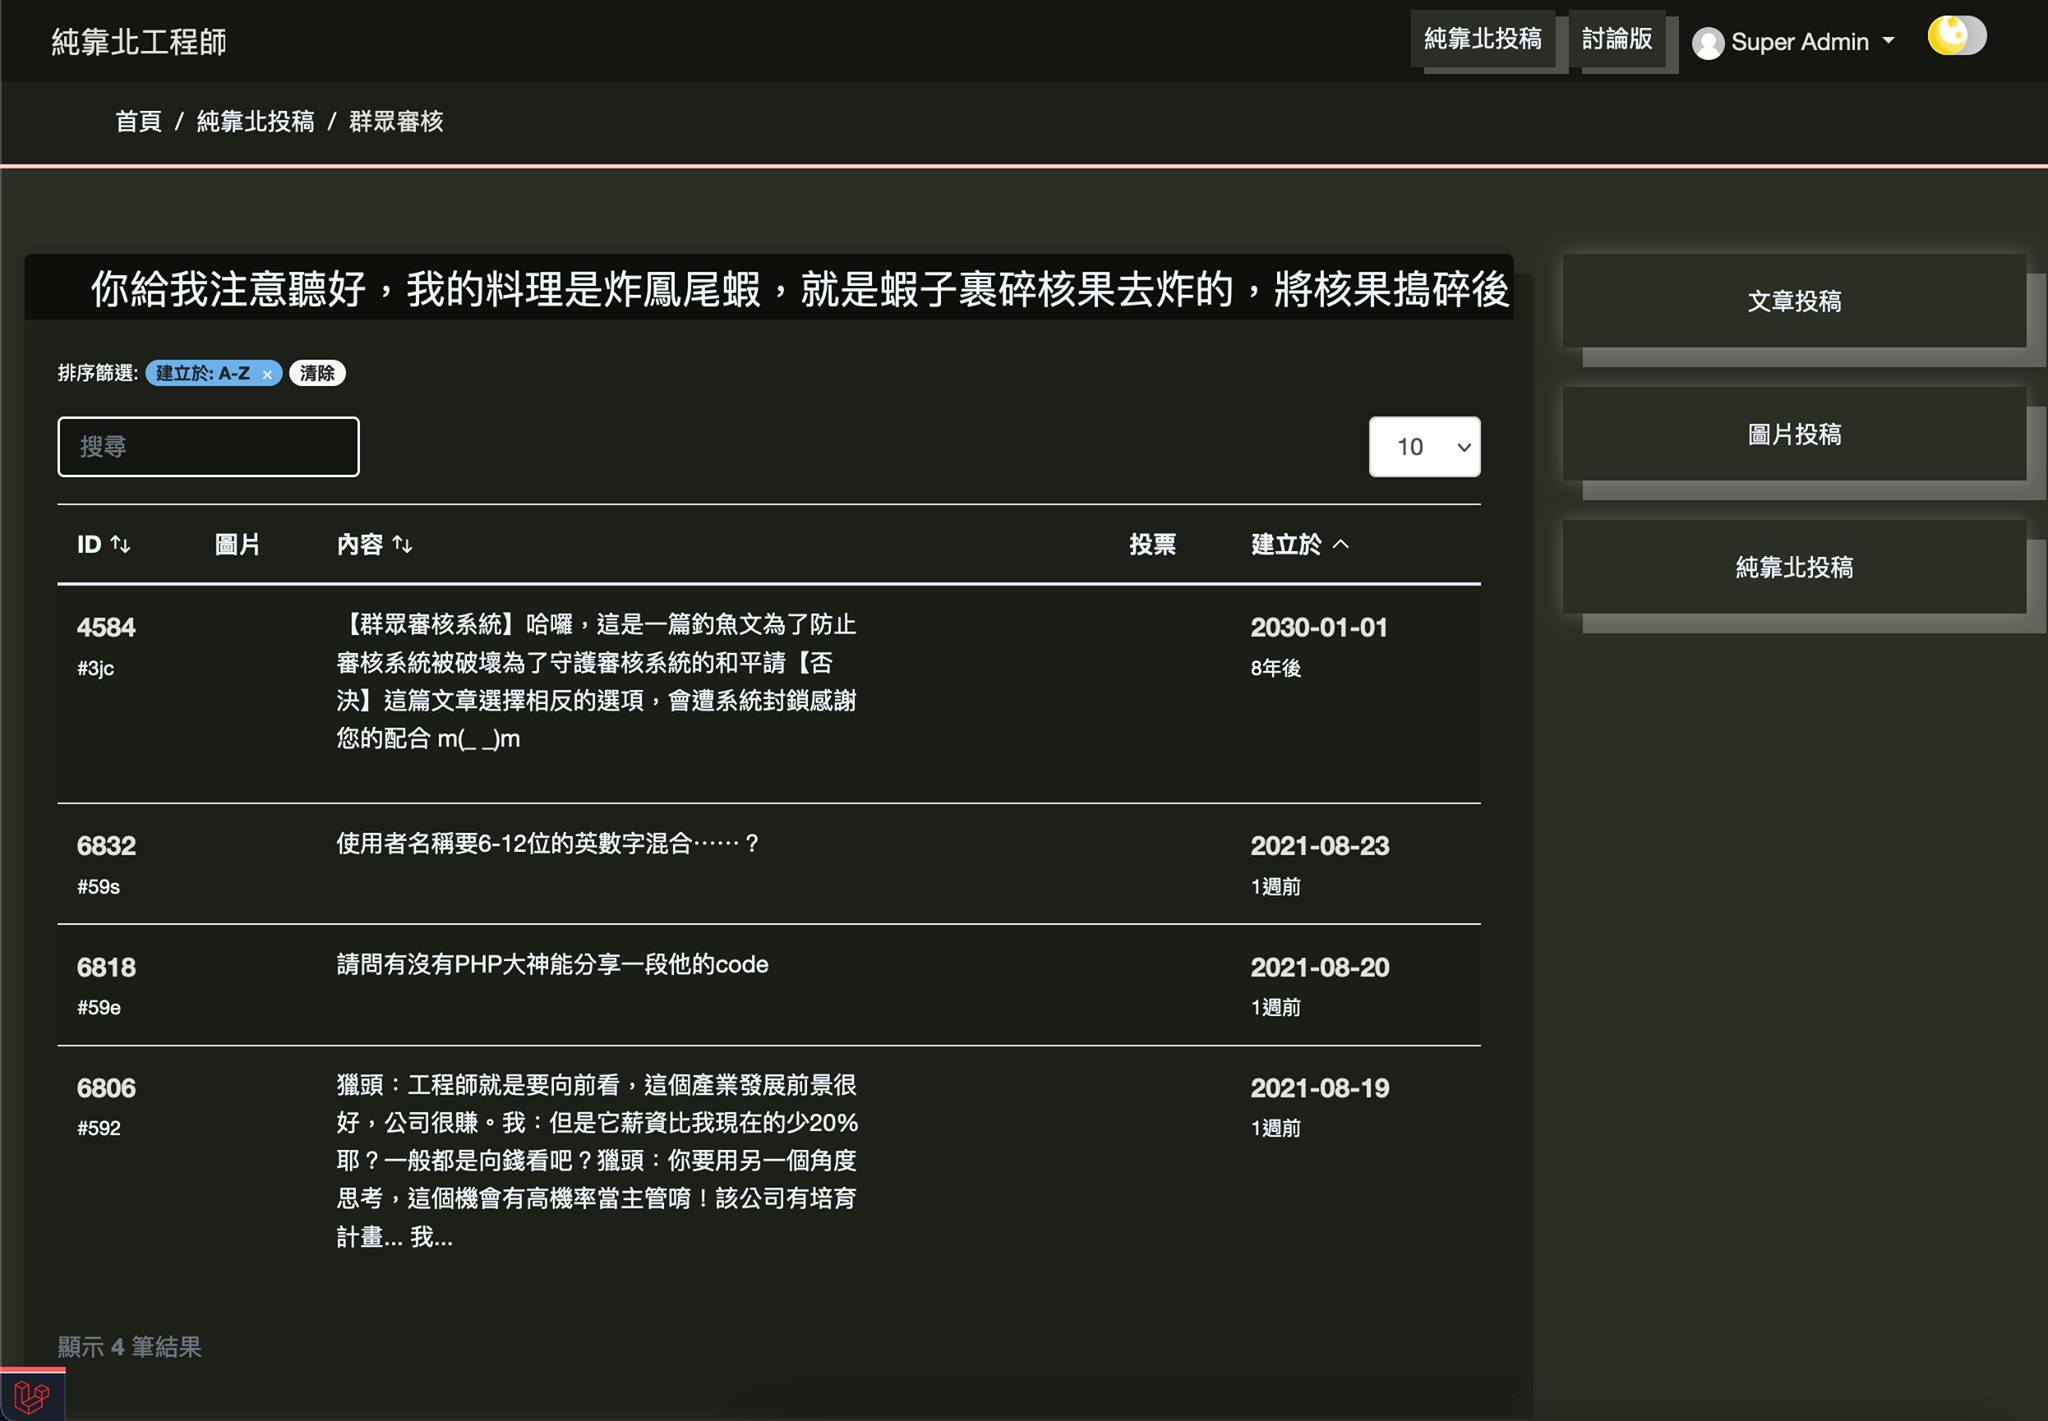 純靠北工程師
純靠北投稿
討論版
Super Admin
首頁 / 純靠北投稿 / 群眾審核
你給我注意聽好，我的料理是炸鳳尾蝦，就是蝦子裹碎核果去炸的，將核果搗碎後
排序篩選: 建立於: A-Z × 清除
搜尋
10
ID 圖片 內容 投票 建立於
4584
#3jc
【群眾審核系統】哈囉，這是一篇釣魚文為了防止
審核系統被破壞為了守護審核系統的和平請【否
決】這篇文章選擇相反的選項，會遭系統封鎖感謝
您的配合 m(_ _)m
2030-01-01
8年後
6832
#59s
使用者名稱要6-12位的英數字混合⋯⋯？
2021-08-23
1週前
6818
#59e
請問有沒有PHP大神能分享一段他的code
2021-08-20
1週前
6806
#592
獵頭：工程師就是要向前看，這個產業發展前景很
好，公司很賺。我：但是它薪資比我現在的少20%
耶？一般都是向錢看吧？獵頭：你要用另一個角度
思考，這個機會有高機率當主管唷！該公司有培育
計畫... 我...
2021-08-19
1週前
顯示 4 筆結果
文章投稿
圖片投稿
純靠北投稿